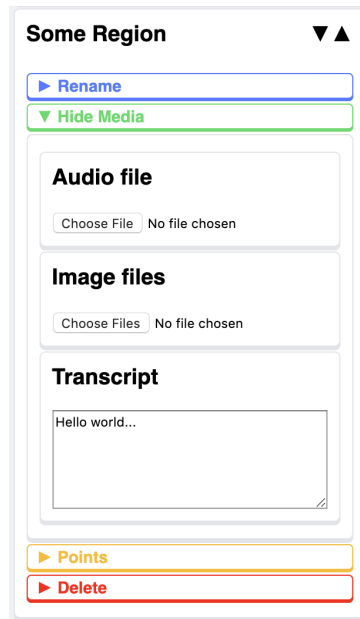 Some Region ▼▲
▶ Rename
▼ Hide Media
Audio file
Choose File No file chosen
Image files
Choose Files No file chosen
Transcript
Hello world...
▶ Points
▶ Delete